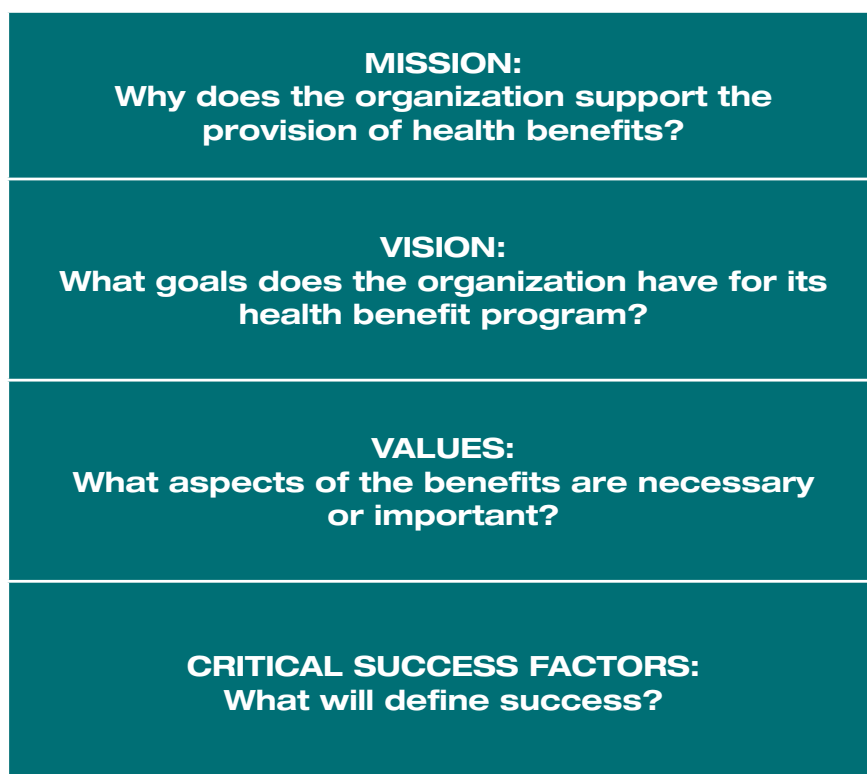 MISSION:
Why does the organization support the
provision of health benefits?
VISION:
What goals does the organization have for its
health benefit program?
VALUES:
What aspects of the benefits are necessary
or important?
CRITICAL SUCCESS FACTORS:
What will define success?